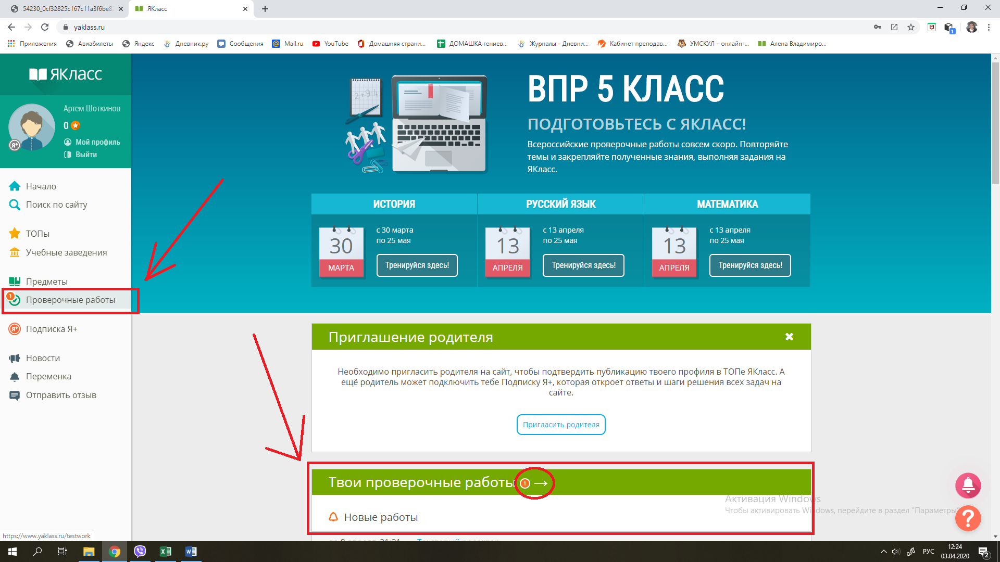 54230_0cf32825c167c11a3f6be8
ЯКласс
yaklass.ru
Приложения
Авиабилеты
Яндекс
Дневник.ру
Сообщения
Mail.ru
YouTube
Домашняя страни...
ДОМАШКА гениев...
Журналы - Дневни...
Кабинет преподав...
УМСКУЛ – онлайн-...
Алена Владимиро...
ЯКласс
Артем Шоткинов
0
Я+
Мой профиль
Выйти
Начало
Поиск по сайту
ТОПы
Учебные заведения
Предметы
1
Проверочные работы
Я+
Подписка Я+
Новости
Переменка
Отправить отзыв
2+9-4
ВПР 5 КЛАСС
ПОДГОТОВЬТЕСЬ С ЯКЛАСС!
Всероссийские проверочные работы совсем скоро. Повторяйте
темы и закрепляйте полученные знания, выполняя задания на
ЯКласс.
ИСТОРИЯ
30
МАРТА
с 30 марта
по 25 мая
Тренируйся здесь!
РУССКИЙ ЯЗЫК
13
АПРЕЛЯ
с 13 апреля
по 25 мая
Тренируйся здесь!
МАТЕМАТИКА
13
АПРЕЛЯ
с 13 апреля
по 25 мая
Тренируйся здесь!
Приглашение родителя
Необходимо пригласить родителя на сайт, чтобы подтвердить публикацию твоего профиля в ТОПе ЯКласс. А
ещё родитель может подключить тебе Подписку Я+, которая откроет ответы и шаги решения всех задач на
сайте.
Пригласить родителя
Твои проверочные работы 1 →
Новые работы
Активация Windows
Чтобы активировать Windows, перейдите в раздел "Параметры"
?
https://www.yaklass.ru/testwork
РУС
12:24
03.04.2020
2